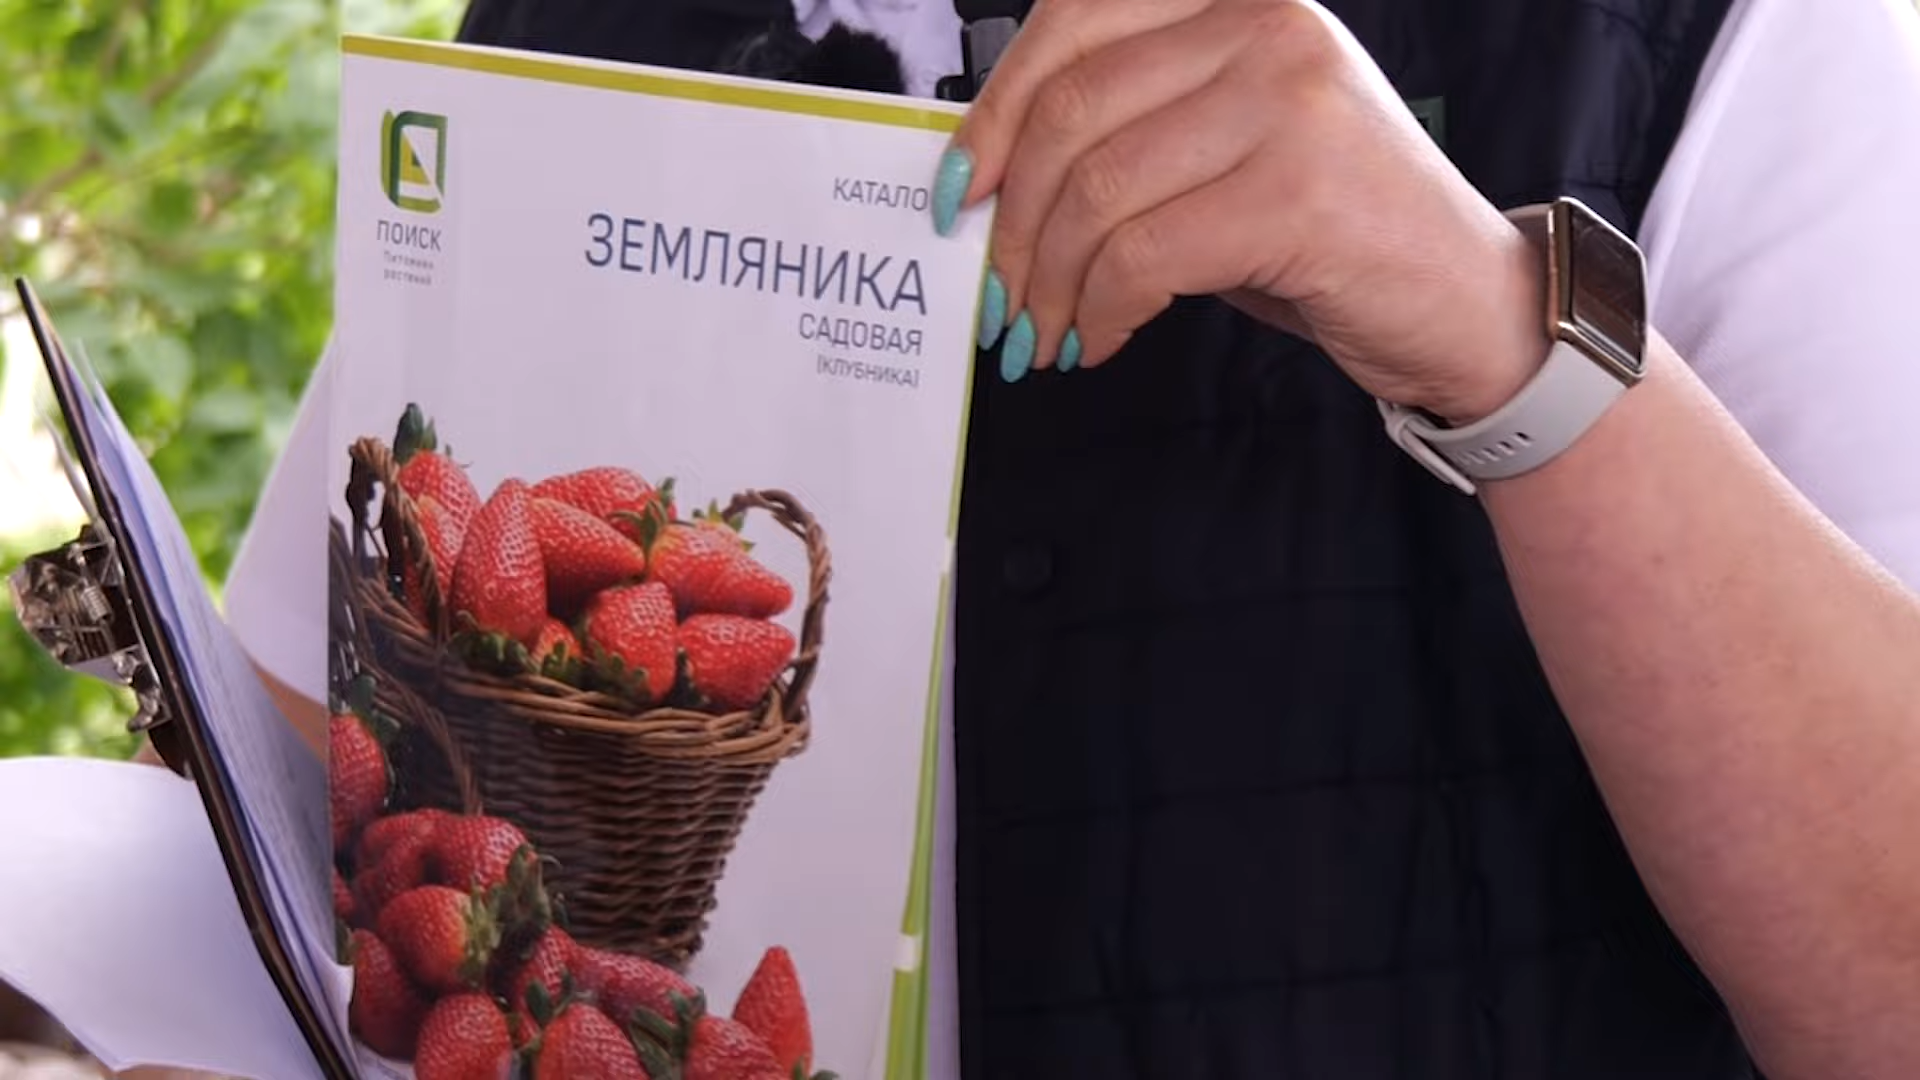 ПОИСК
Питомник
растений
КАТАЛО
ЗЕМЛЯНИКА
САДОВАЯ
[КЛУБНИКА]